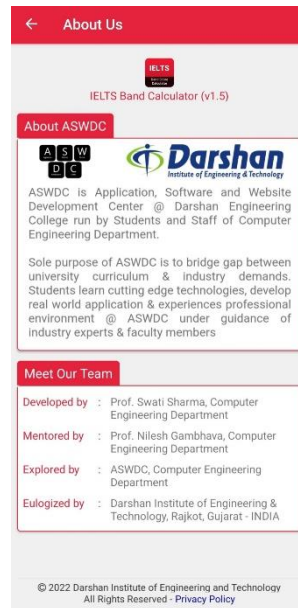 About Us
IELTS
IELTS Band Calculator (v1.5)
About ASWDC
A S W
D C
Darshan
Institute of Engineering & Technology
ASWDC is Application, Software and Website
Development Center @ Darshan Engineering
College run by Students and Staff of Computer
Engineering Department.
Sole purpose of ASWDC is to bridge gap between
university curriculum & industry demands.
Students learn cutting edge technologies, develop
real world application & experiences professional
environment @ ASWDC under guidance of
industry experts & faculty members
Meet Our Team
Developed by : Prof. Swati Sharma, Computer
Engineering Department
Mentored by : Prof. Nilesh Gambhava, Computer
Engineering Department
Explored by : ASWDC, Computer Engineering
Department
Eulogized by : Darshan Institute of Engineering &
Technology, Rajkot, Gujarat - INDIA
© 2022 Darshan Institute of Engineering and Technology
All Rights Reserved - Privacy Policy